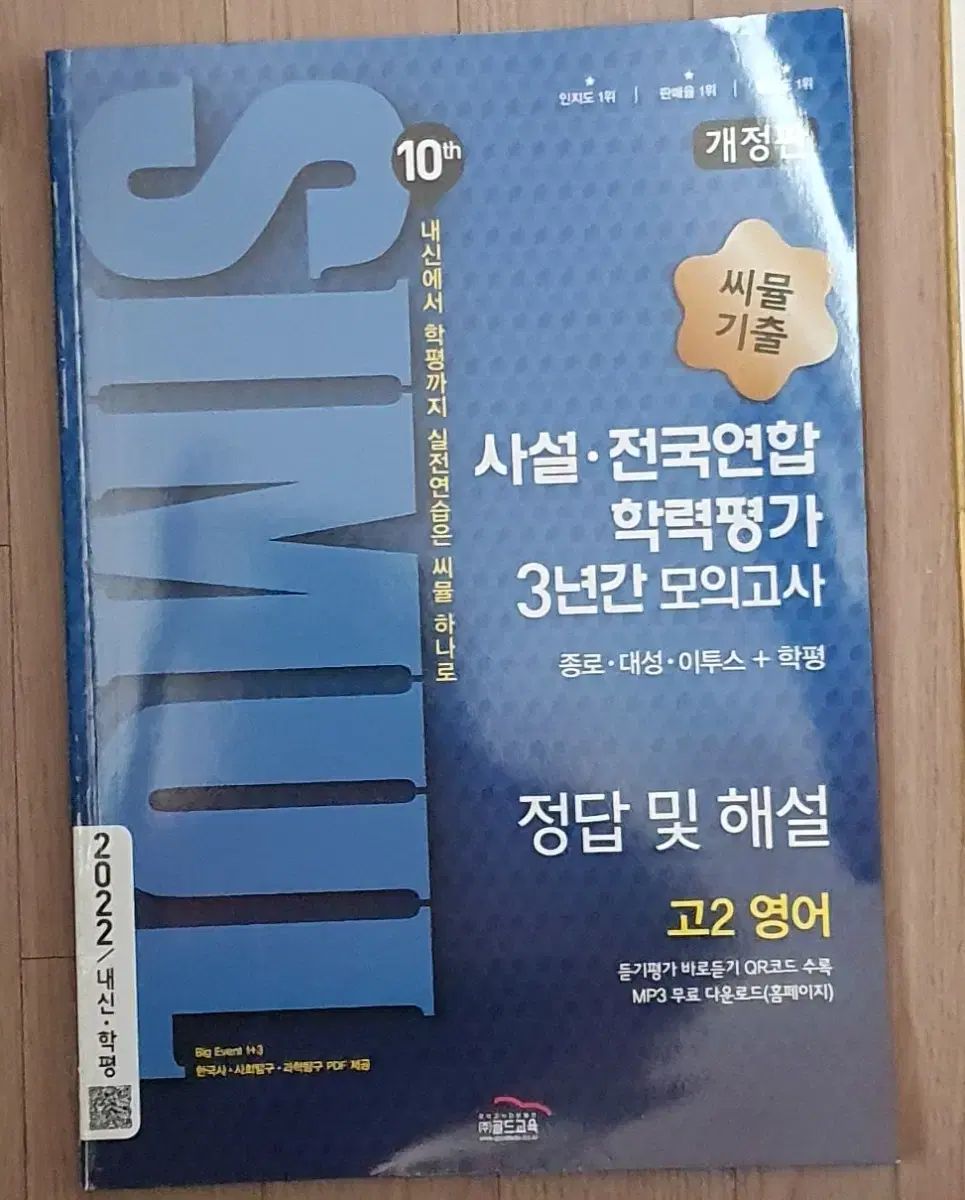 인지도 1위 | 판매율 1위 | 1위
10th
개정판
내신에서 학평까지 실전연습은 씨뮬 하나로
씨뮬
기출
SIMUL
사설·전국연합
학력평가
3년간 모의고사
종로·대성·이투스 + 학평
정답 및 해설
고2 영어
듣기평가 바로듣기 QR코드 수록
MP3 무료 다운로드(홈페이지)
2022/내신·학평
Big Event 1+3
한국사·사회탐구·과학탐구 PDF 제공
(주)골드교육